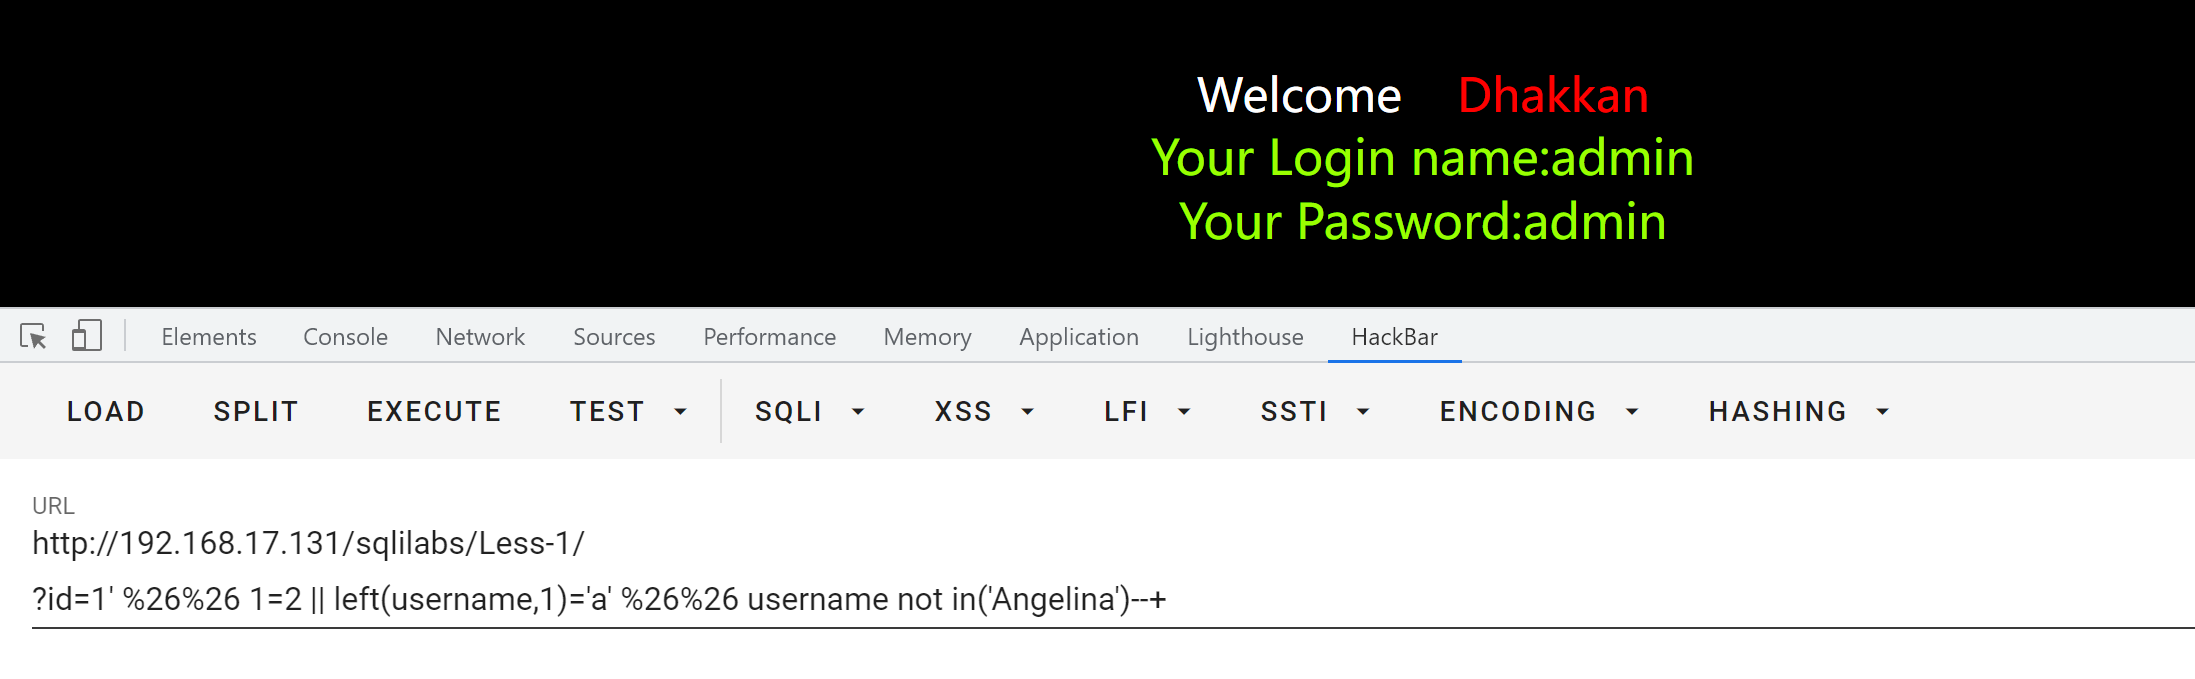 Welcome Dhakkan
Your Login name:admin
Your Password:admin
Elements Console Network Sources Performance Memory Application Lighthouse HackBar
LOAD SPLIT EXECUTE TEST SQLI XSS LFI SSTI ENCODING HASHING
URL
http://192.168.17.131/sqlilabs/Less-1/
?id=1' %26%26 1=2 || left(username,1)='a' %26%26 username not in('Angelina')--+